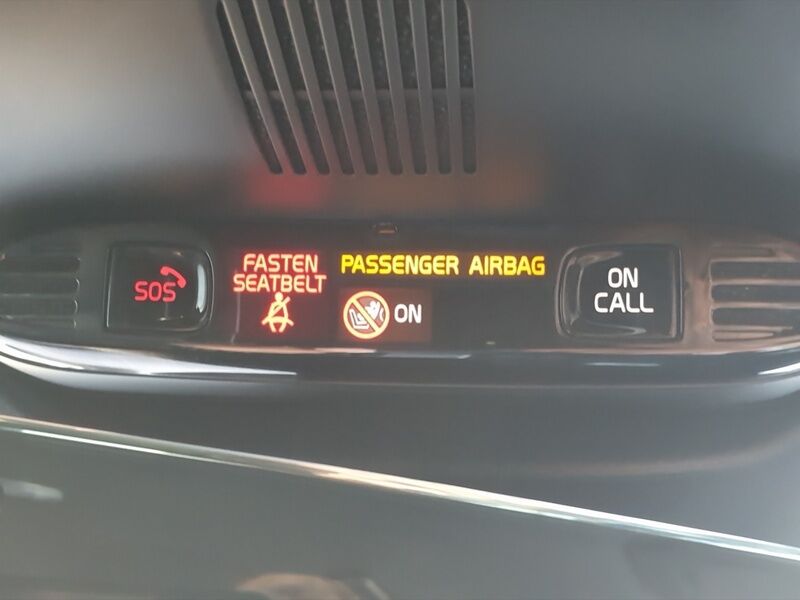 SOS
FASTEN
SEATBELT
PASSENGER AIRBAG
ON
ON
CALL